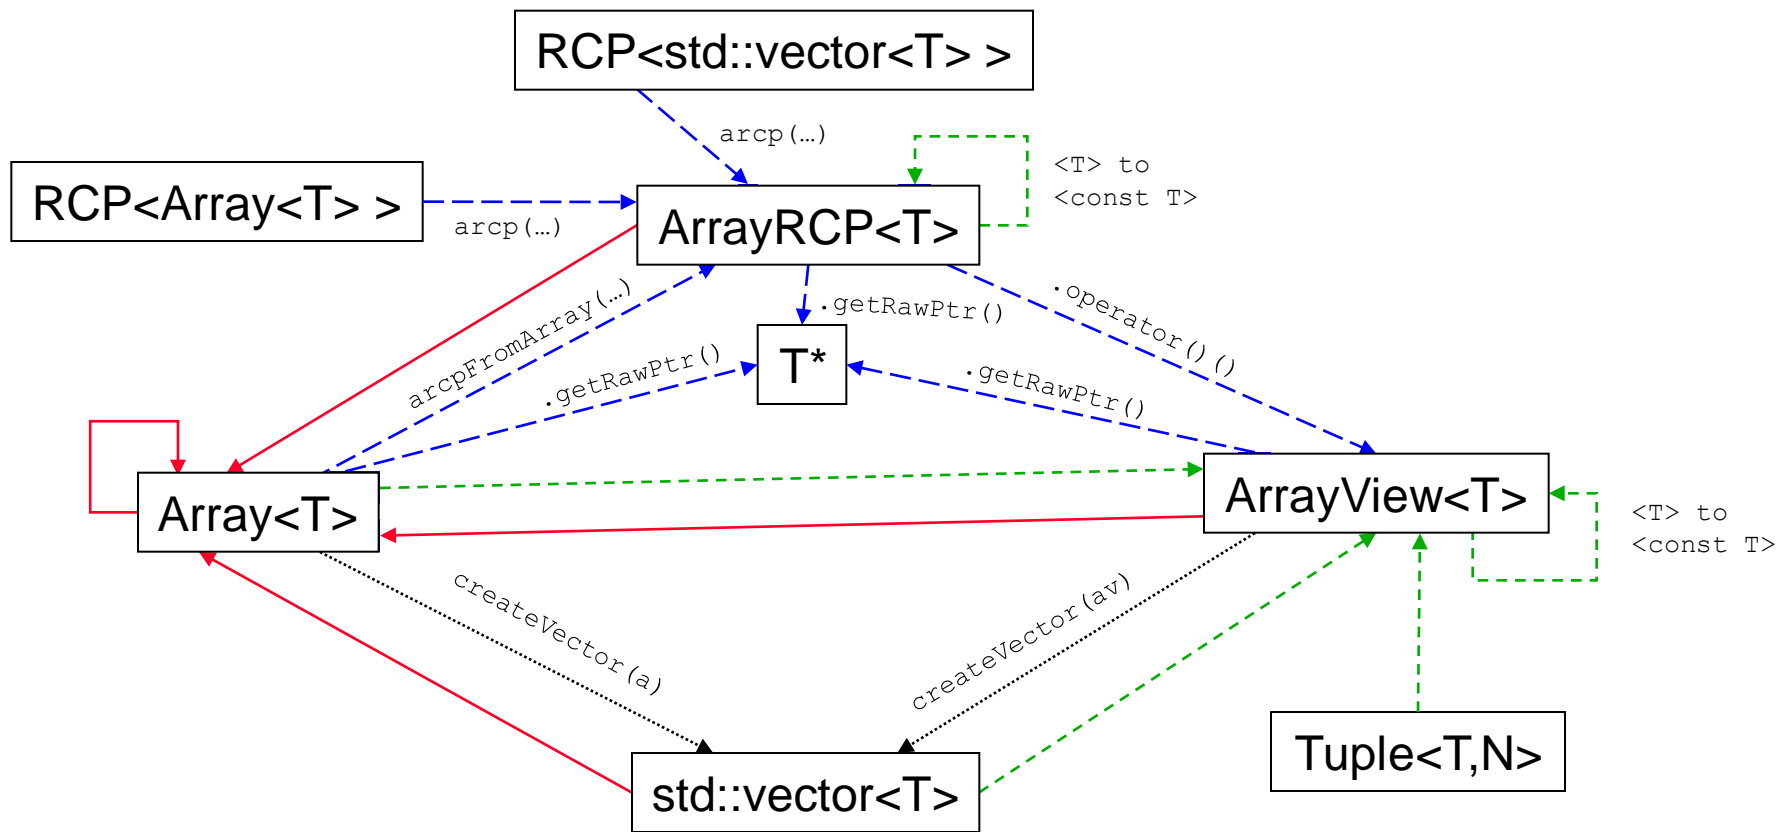 RCP<std::vector<T> >
arcp(…)
<T> to
<const T>
RCP<Array<T> >
arcp(…)
ArrayRCP<T>
arcpFromArray(…)
.getRawPtr()
.operator()()
.getRawPtr()
T*
.getRawPtr()
Array<T>
ArrayView<T>
<T> to
<const T>
createVector(a)
createVector(av)
std::vector<T>
Tuple<T,N>